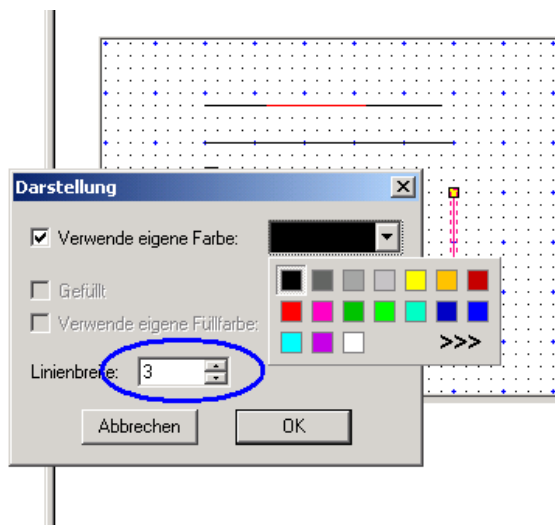 Darstellung
Verwende eigene Farbe:
Gefüllt
Verwende eigene Füllfarbe:
>>>
Linienbreite: 3
Abbrechen OK